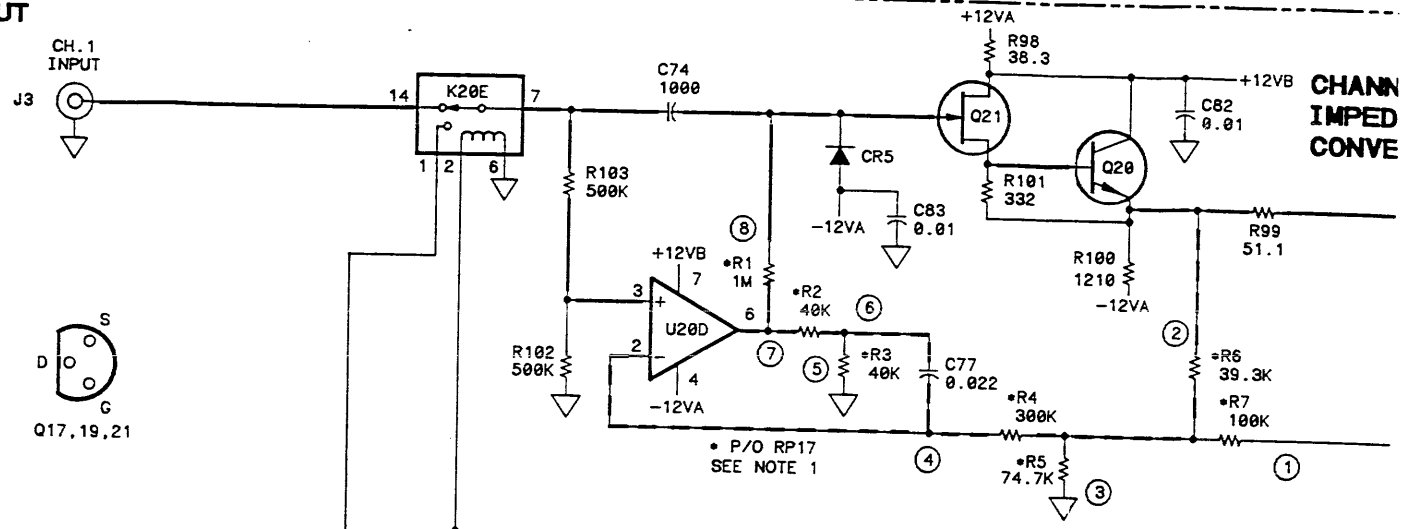 UT
CH.1
INPUT
J3
14
K20E
7
1
2
6
C74
1000
+12VA
R98
38.3
+12VB
CHANN
IMPED
CONVE
C82
0.01
Q21
Q20
CR5
R101
332
R103
500K
C83
0.01
-12VA
R99
51.1
R100
1210
-12VA
8
*R1
1M
+12VB
7
3
+
6
U20D
2
-
4
-12VA
*R2
40K
6
7
5
*R3
40K
C77
0.022
2
*R6
39.3K
*R7
100K
R102
500K
*R4
300K
S
D
G
Q17,19,21
* P/O RP17
SEE NOTE 1
4
*R5
74.7K
3
1